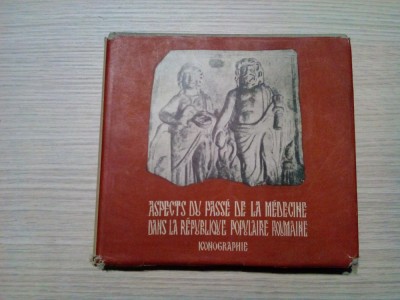 ASPECTS DU PASSÉ DE LA MÉDECINE
DANS LA RÉPUBLIQUE POPULAIRE ROUMAINE
ICONOGRAPHIE